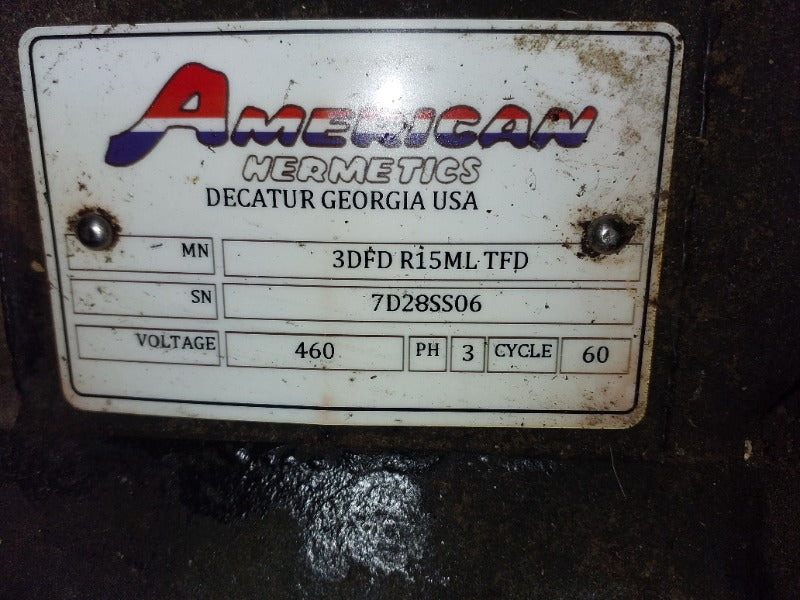 AMERICAN
HERMETICS
DECATUR GEORGIA USA
MN 3DFD R15ML TFD
SN 7D28SS06
VOLTAGE 460 PH 3 CYCLE 60